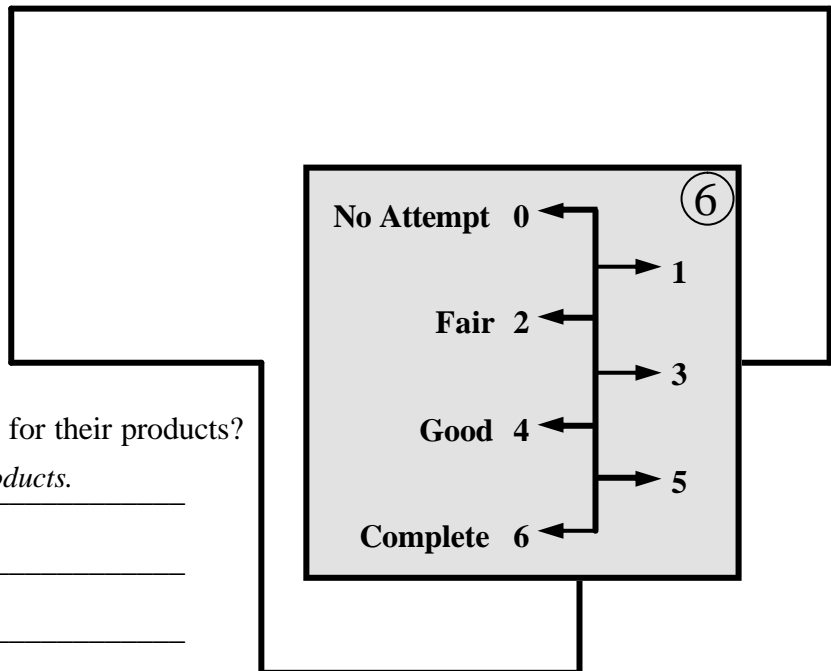 6
No Attempt 0
1
Fair 2
3
for their products?
Good 4
oducts.
5
Complete 6